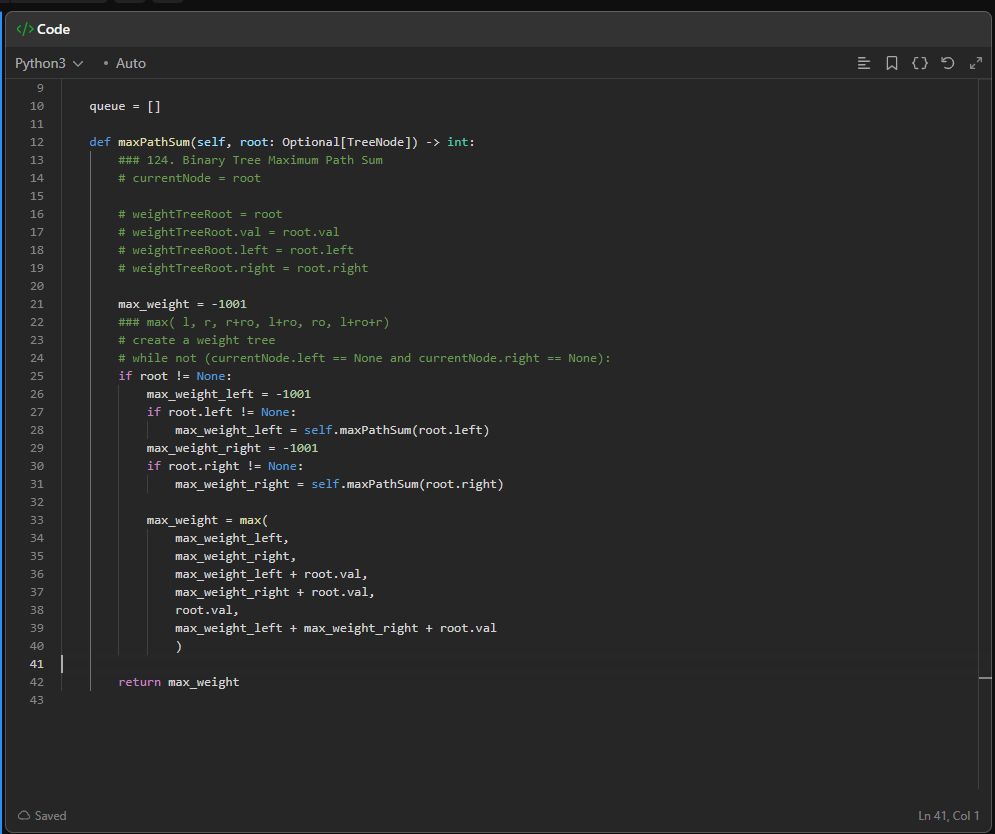 </> Code
Python3 • Auto
9
10 queue = []
11
12 def maxPathSum(self, root: Optional[TreeNode]) -> int:
13 ### 124. Binary Tree Maximum Path Sum
14 # currentNode = root
15
16 # weightTreeRoot = root
17 # weightTreeRoot.val = root.val
18 # weightTreeRoot.left = root.left
19 # weightTreeRoot.right = root.right
20
21 max_weight = -1001
22 ### max( l, r, r+ro, l+ro, ro, l+ro+r)
23 # create a weight tree
24 # while not (currentNode.left == None and currentNode.right == None):
25 if root != None:
26 max_weight_left = -1001
27 if root.left != None:
28 max_weight_left = self.maxPathSum(root.left)
29 max_weight_right = -1001
30 if root.right != None:
31 max_weight_right = self.maxPathSum(root.right)
32
33 max_weight = max(
34 max_weight_left,
35 max_weight_right,
36 max_weight_left + root.val,
37 max_weight_right + root.val,
38 root.val,
39 max_weight_left + max_weight_right + root.val
40 )
41
42 return max_weight
43
Saved Ln 41, Col 1